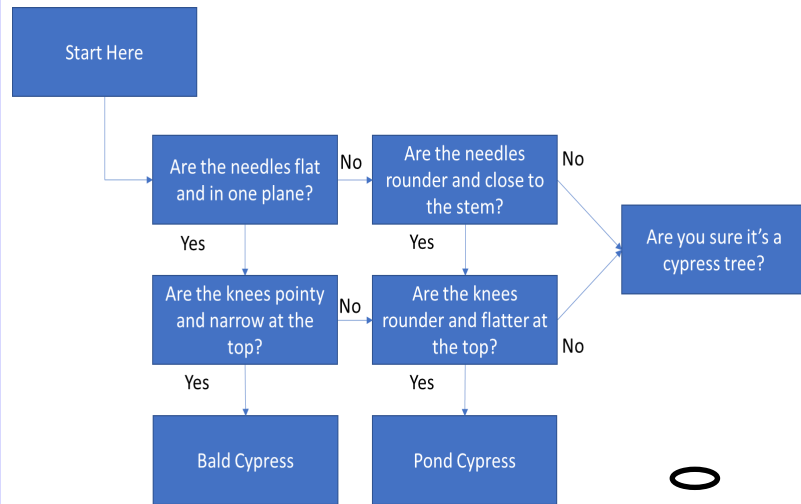 Start Here
Are the needles flat
and in one plane?
No
Are the needles
rounder and close to
the stem?
No
Are you sure it’s a
cypress tree?
Yes
Yes
Are the knees pointy
and narrow at the
top?
No
Are the knees
rounder and flatter at
the top?
No
Yes
Yes
Bald Cypress
Pond Cypress